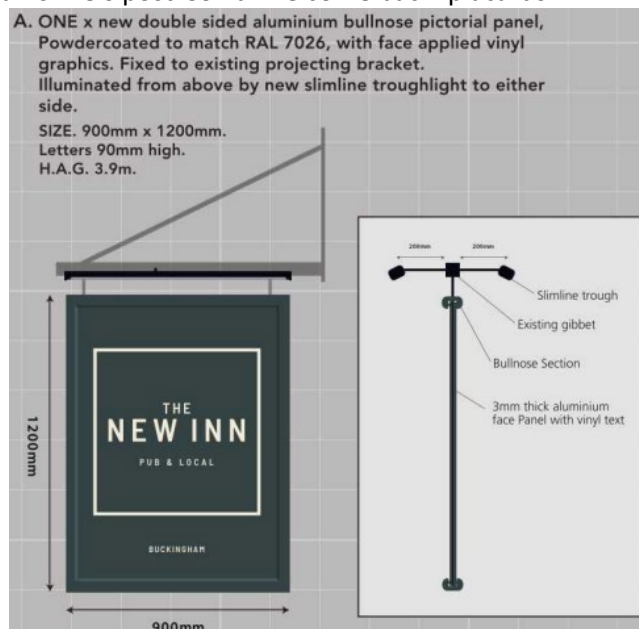 A. ONE x new double sided aluminium bullnose pictorial panel,
Powdercoated to match RAL 7026, with face applied vinyl
graphics. Fixed to existing projecting bracket.
Illuminated from above by new slimline troughlight to either
side.
SIZE. 900mm x 1200mm.
Letters 90mm high.
H.A.G. 3.9m.
200mm
200mm
Slimline trough
Existing gibbet
Bullnose Section
3mm thick aluminium
face Panel with vinyl text
THE
NEW INN
PUB & LOCAL
BUCKINGHAM
1200mm
900mm